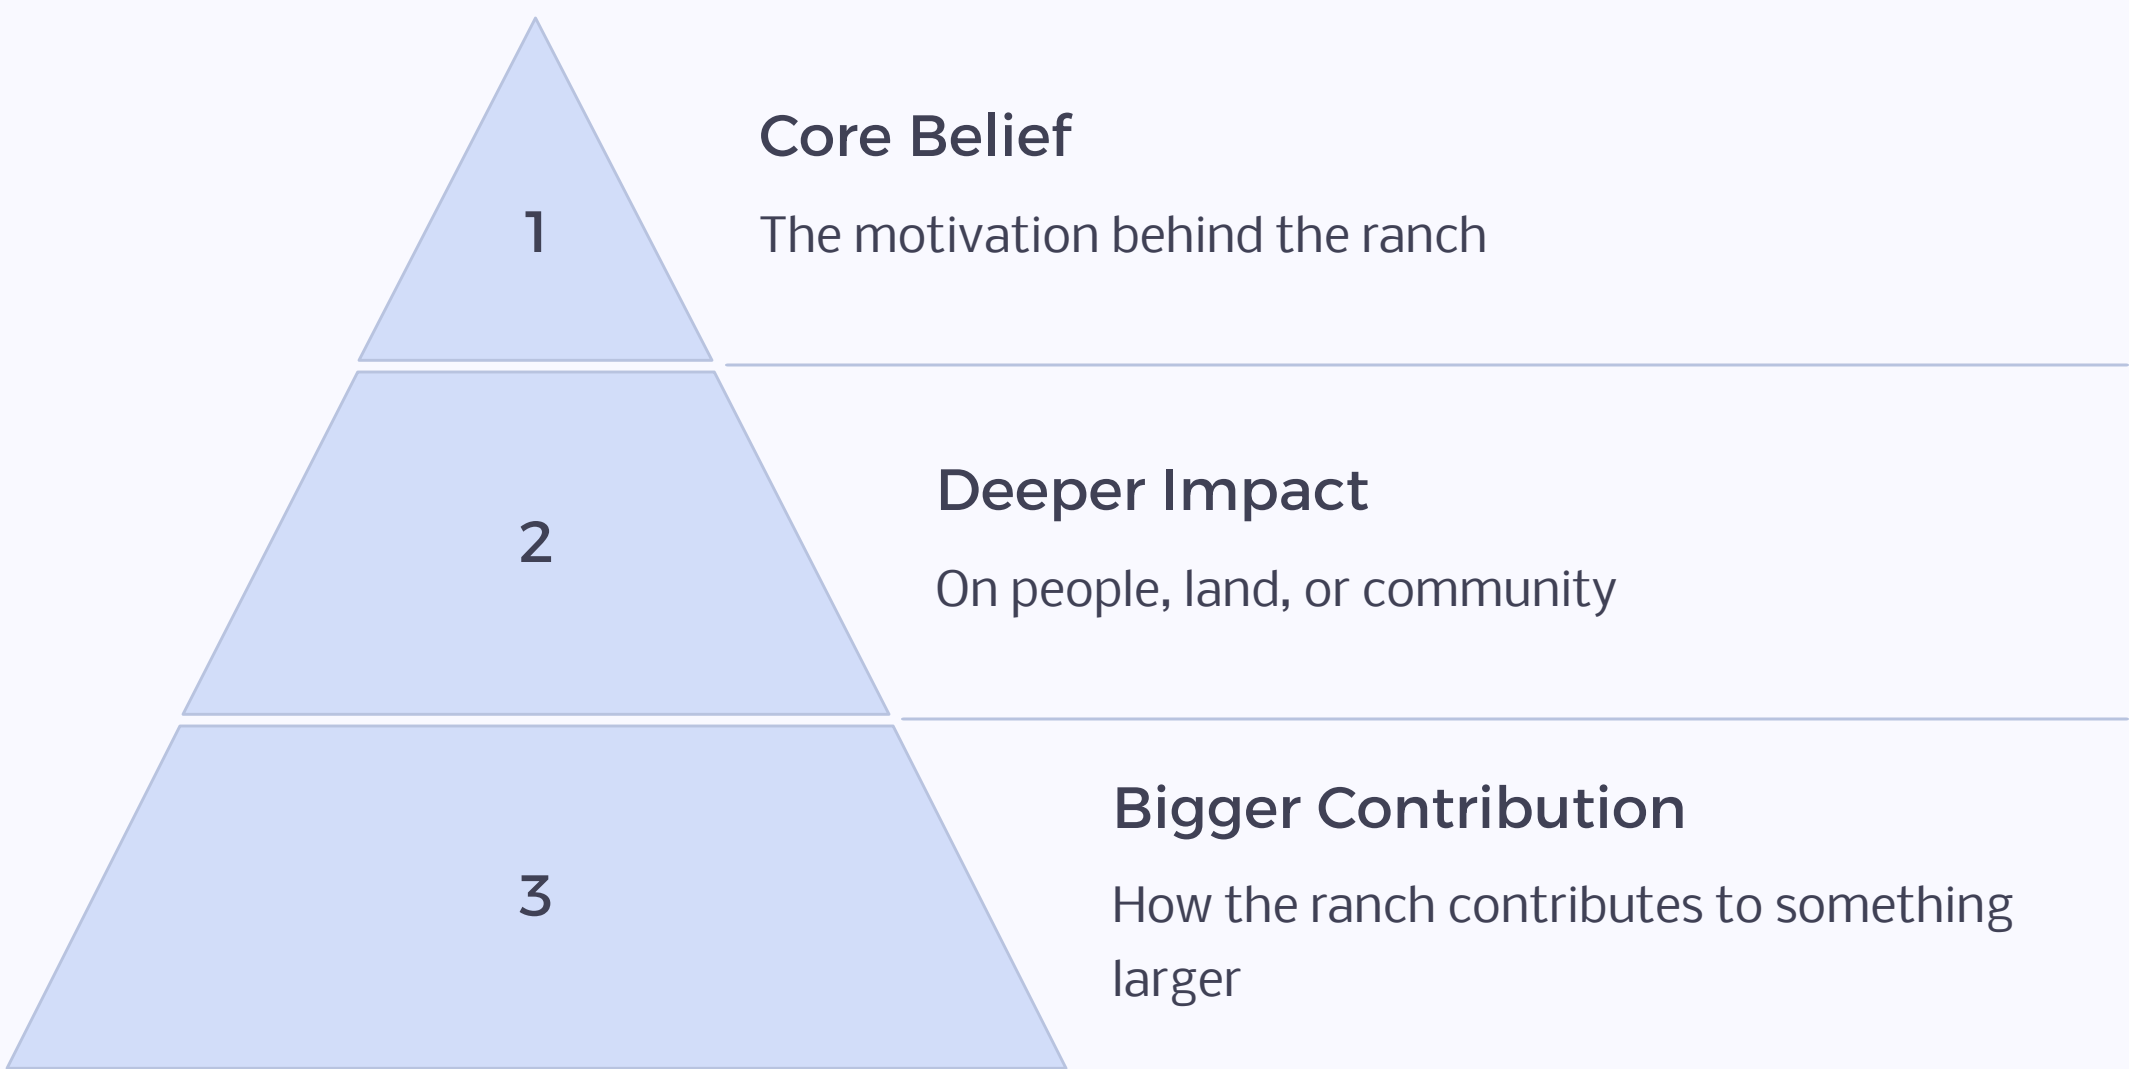 1
Core Belief
The motivation behind the ranch
2
Deeper Impact
On people, land, or community
3
Bigger Contribution
How the ranch contributes to something
larger